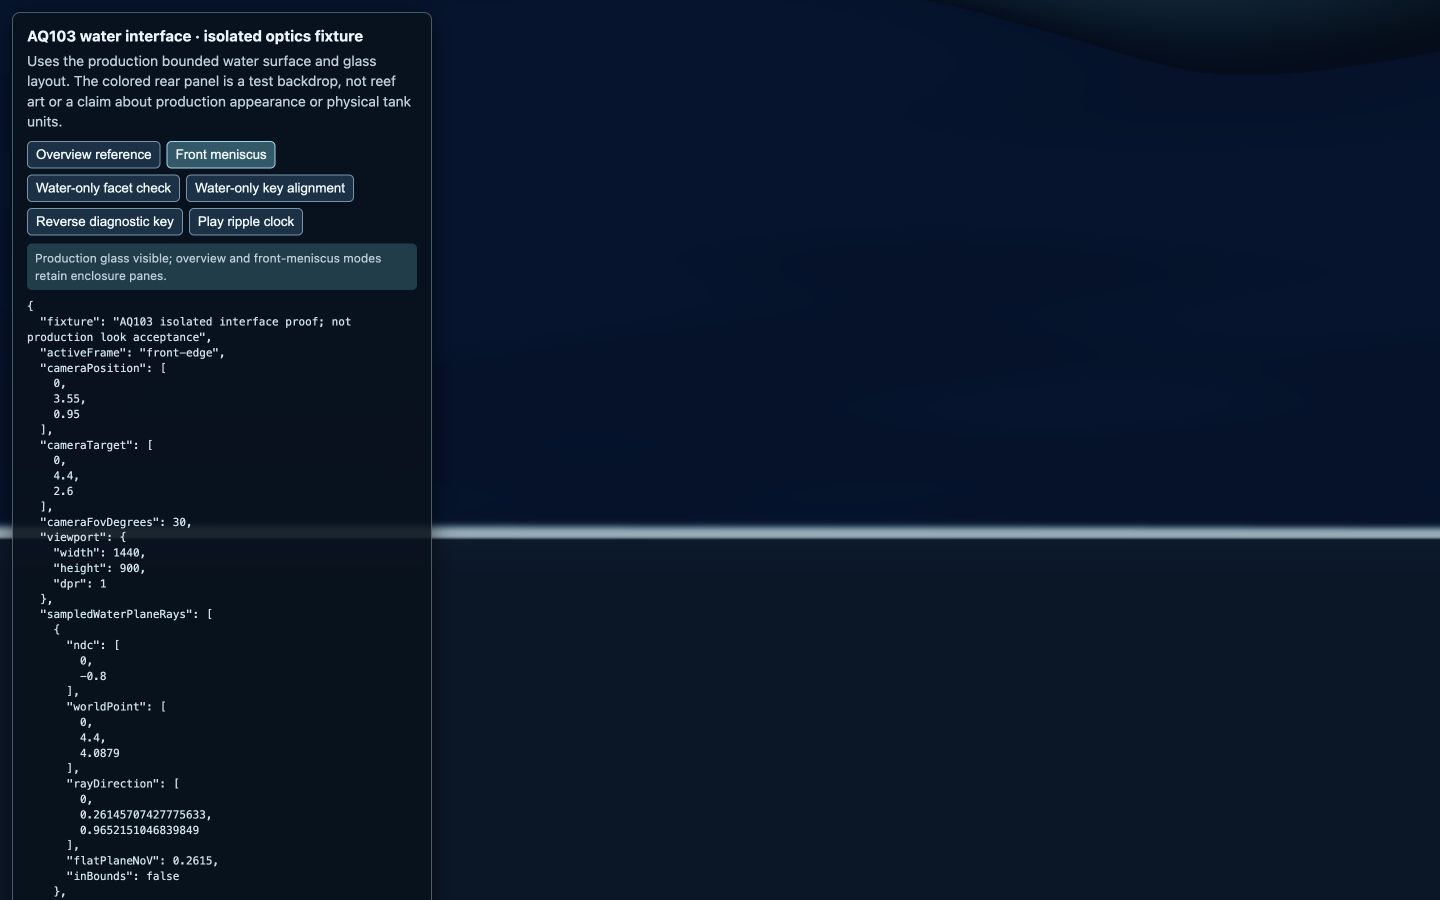 AQ103 water interface · isolated optics fixture
Uses the production bounded water surface and glass
layout. The colored rear panel is a test backdrop, not reef
art or a claim about production appearance or physical tank
units.
Overview reference
Front meniscus
Water-only facet check
Water-only key alignment
Reverse diagnostic key
Play ripple clock
Production glass visible; overview and front-meniscus modes
retain enclosure panes.
{
"fixture": "AQ103 isolated interface proof; not
production look acceptance",
"activeFrame": "front-edge",
"cameraPosition": [
0,
3.55,
0.95
],
"cameraTarget": [
0,
4.4,
2.6
],
"cameraFovDegrees": 30,
"viewport": {
"width": 1440,
"height": 900,
"dpr": 1
},
"sampledWaterPlaneRays": [
{
"ndc": [
0,
-0.8
],
"worldPoint": [
0,
4.4,
4.0879
],
"rayDirection": [
0,
0.26145707427775633,
0.9652151046839849
],
"flatPlaneNoV": 0.2615,
"inBounds": false
},